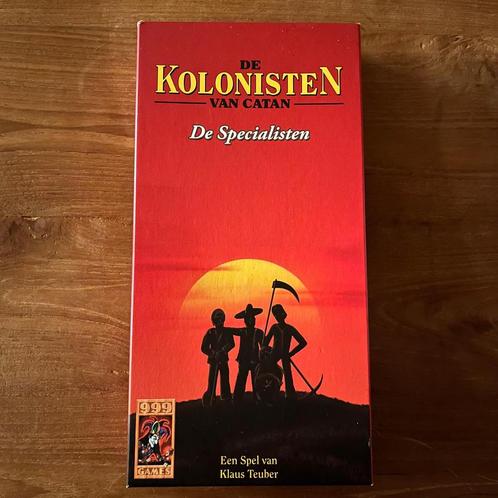 DE
KOLONISTEN
VAN CATAN
De Specialisten
999
GAMES
Een Spel van
Klaus Teuber